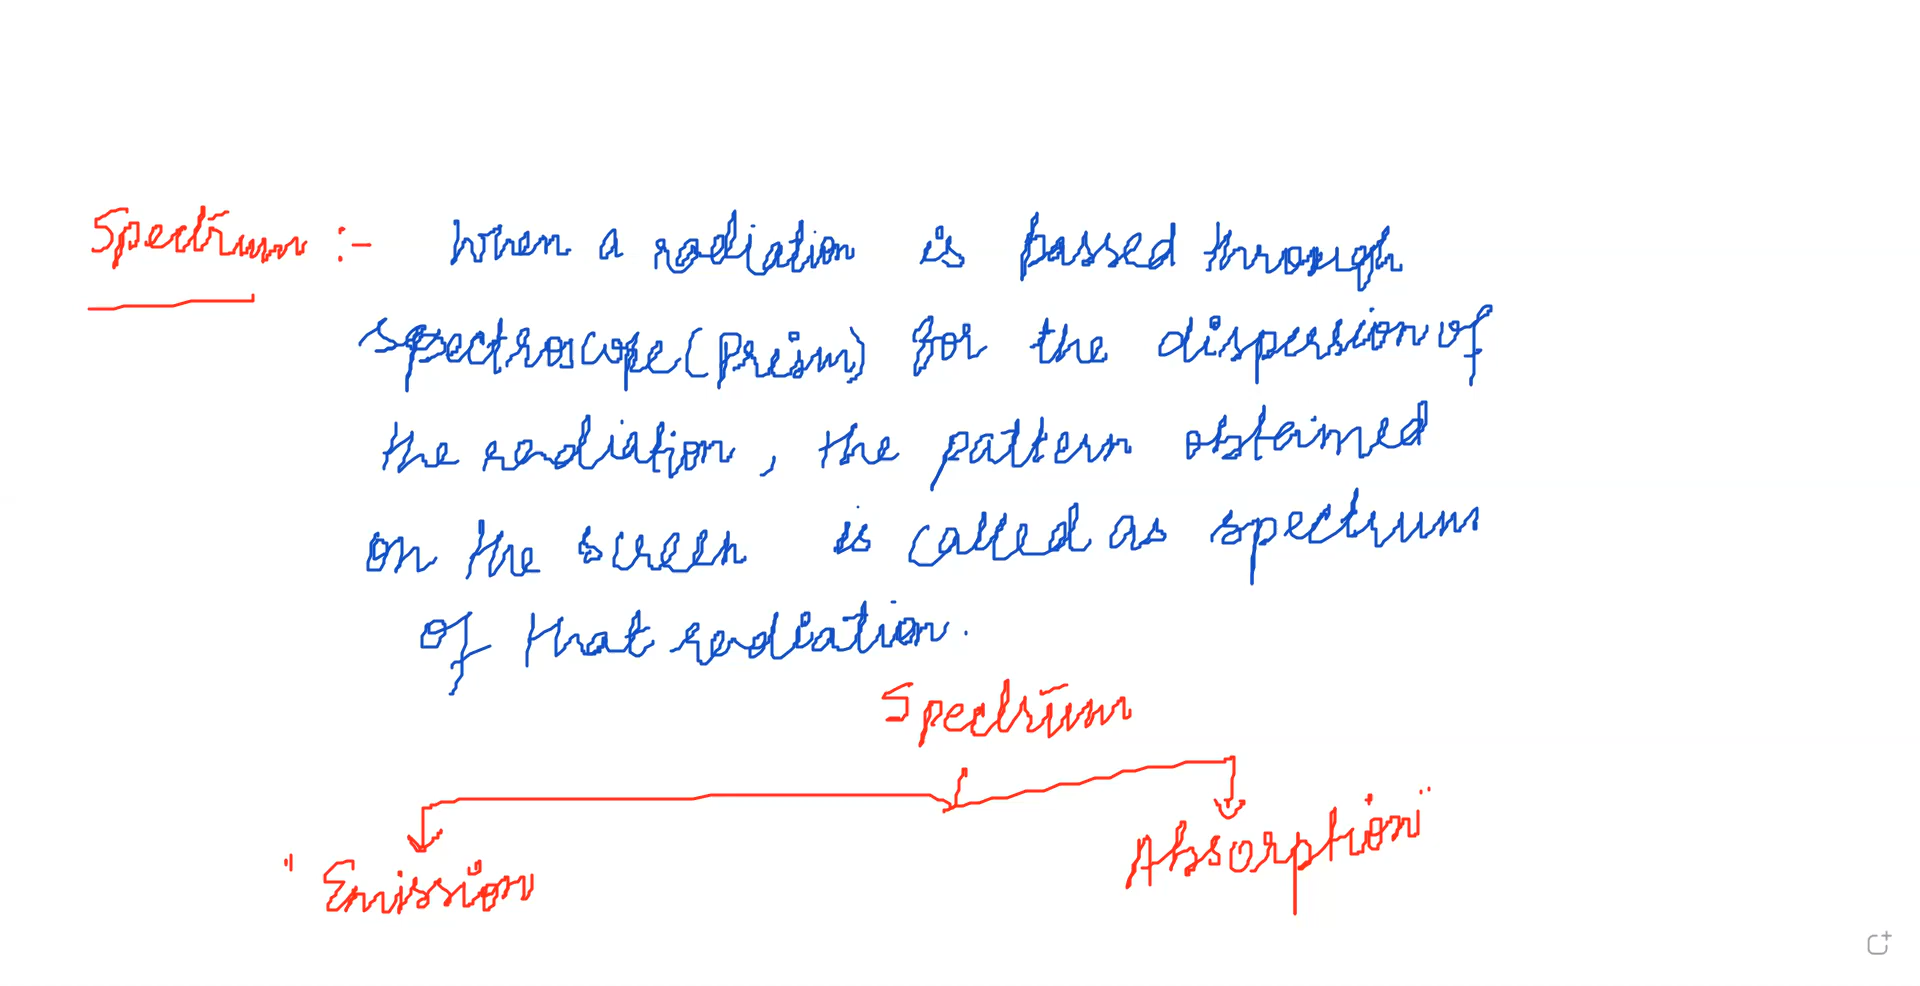 Spectrum :- When a radiation is passed through
spectroscope (Prism) for the dispersion of
the radiation, the pattern obtained
on the screen is called as spectrum
of that radiation.
Spectrum
"Emission
Absorption"